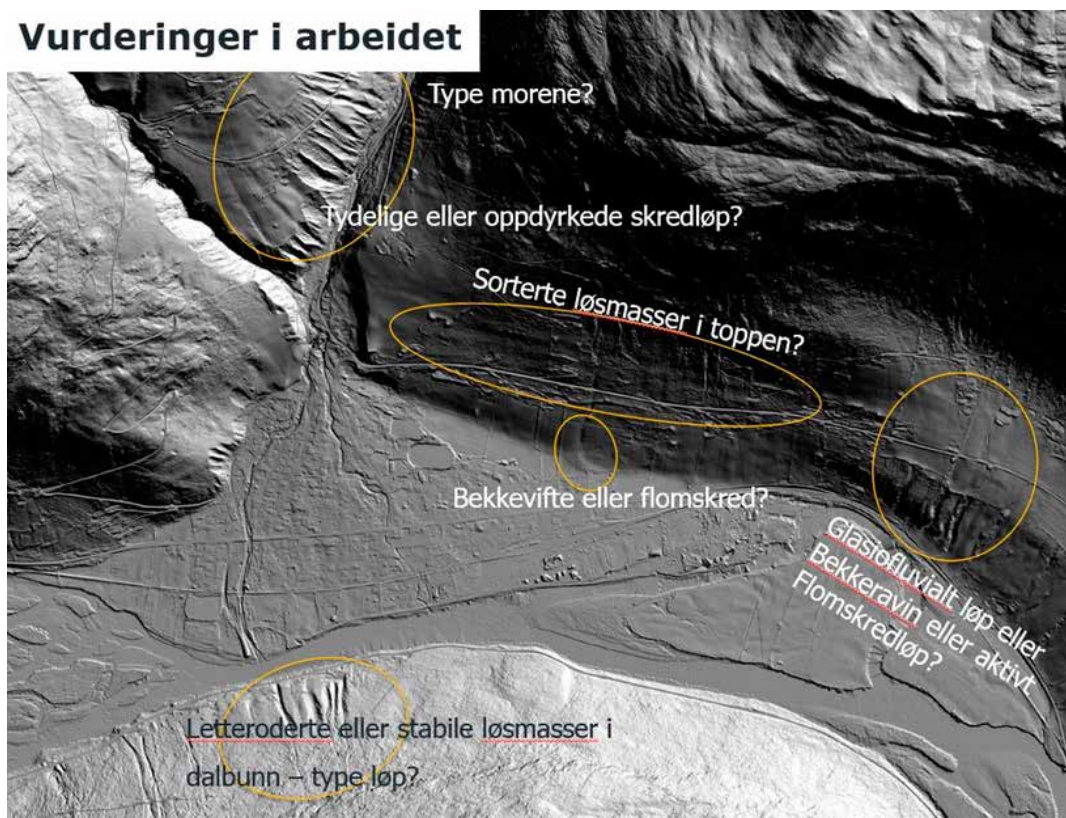 Vurderinger i arbeidet
Type morene?
Tydelige eller oppdyrkede skredløp?
Sorterte løsmasser i toppen?
Bekkevifte eller flomskred?
Glasiofluvialt løp eller
Bekkeravin eller aktivt
Flomskredløp?
Letteroderte eller stabile løsmasser i
dalbunn – type løp?